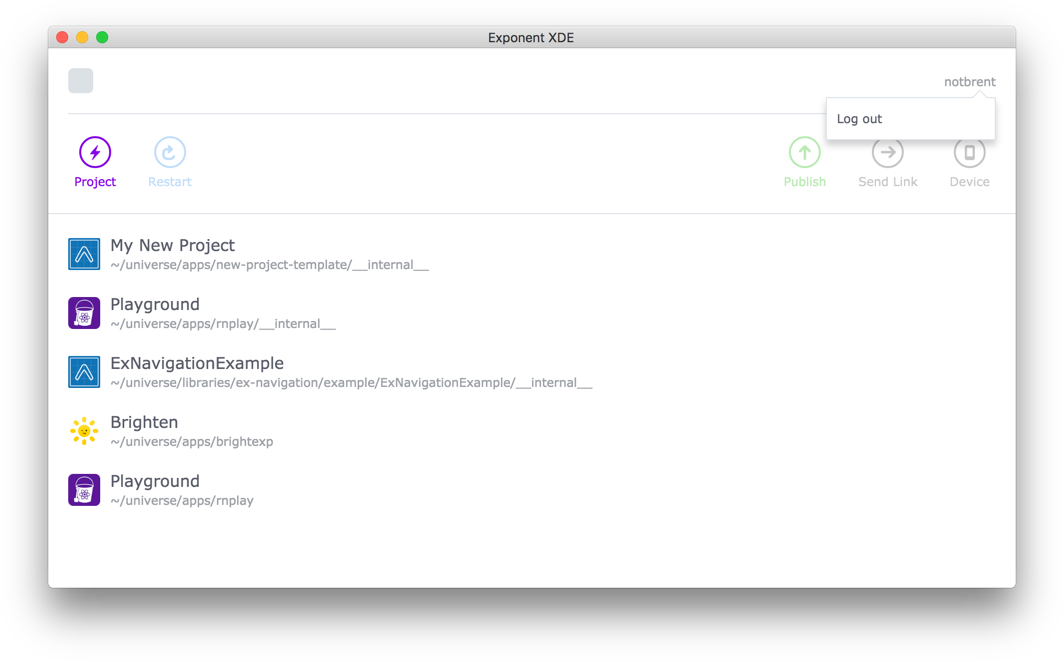 Exponent XDE
notbrent
Log out
Project
Restart
Publish
Send Link
Device
My New Project
~/universe/apps/new-project-template/__internal__
Playground
~/universe/apps/rnplay/__internal__
ExNavigationExample
~/universe/libraries/ex-navigation/example/ExNavigationExample/__internal__
Brighten
~/universe/apps/brightexp
Playground
~/universe/apps/rnplay